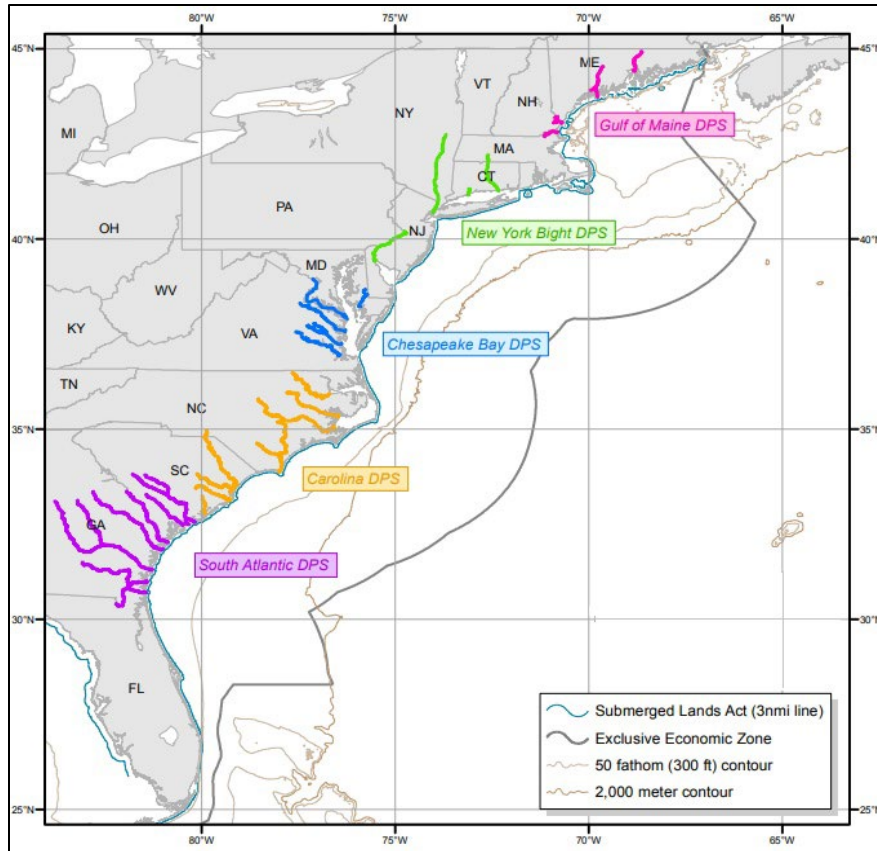 80°W
75°W
70°W
65°W
45°N
45°N
ME
VT
NH
NY
MI
Gulf of Maine DPS
MA
CT
PA
New York Bight DPS
NJ
OH
40°N
40°N
MD
WV
VA
Chesapeake Bay DPS
KY
TN
NC
35°N
35°N
SC
Carolina DPS
GA
South Atlantic DPS
30°N
30°N
FL
Submerged Lands Act (3nmi line)
Exclusive Economic Zone
50 fathom (300 ft) contour
2,000 meter contour
25°N
25°N
80°W
75°W
70°W
65°W